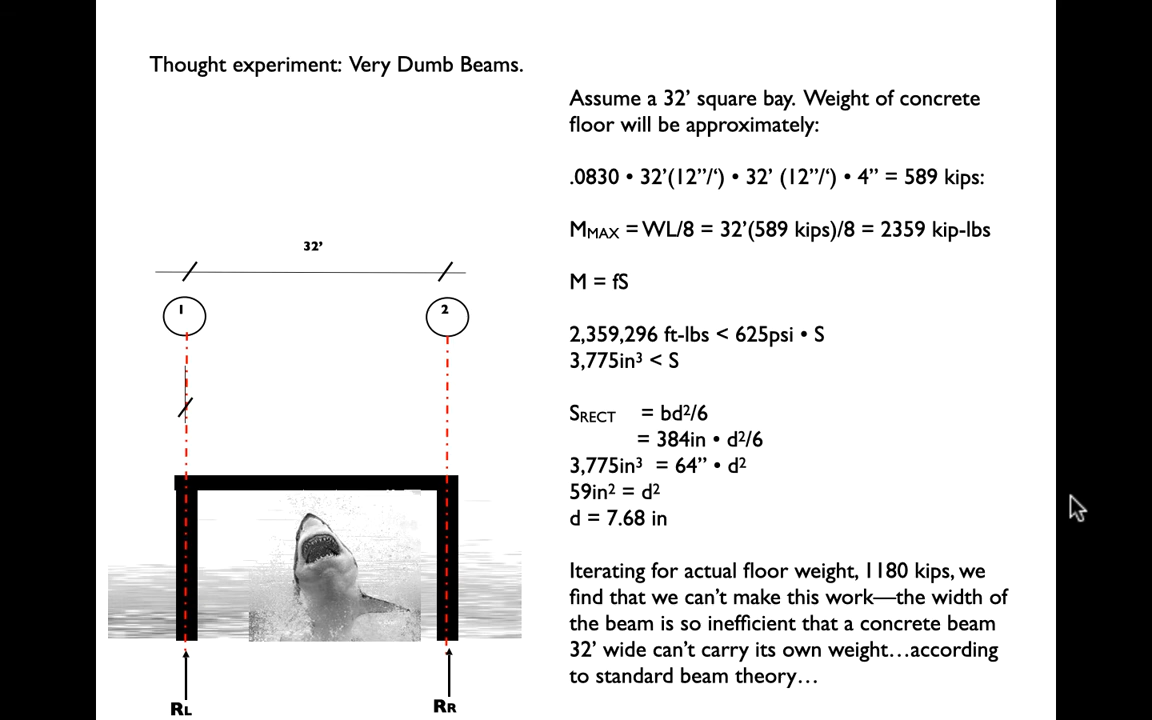 Thought experiment: Very Dumb Beams.
Assume a 32’ square bay. Weight of concrete
floor will be approximately:
.0830 • 32’(12”/‘) • 32’ (12”/‘) • 4” = 589 kips:
MMAX = WL/8 = 32’(589 kips)/8 = 2359 kip-lbs
M = fS
2,359,296 ft-lbs < 625psi • S
3,775in³ < S
SRECT = bd²/6
= 384in • d²/6
3,775in³ = 64” • d²
59in² = d²
d = 7.68 in
Iterating for actual floor weight, 1180 kips, we
find that we can’t make this work—the width of
the beam is so inefficient that a concrete beam
32’ wide can’t carry its own weight…according
to standard beam theory…
32’
1
2
RL
RR